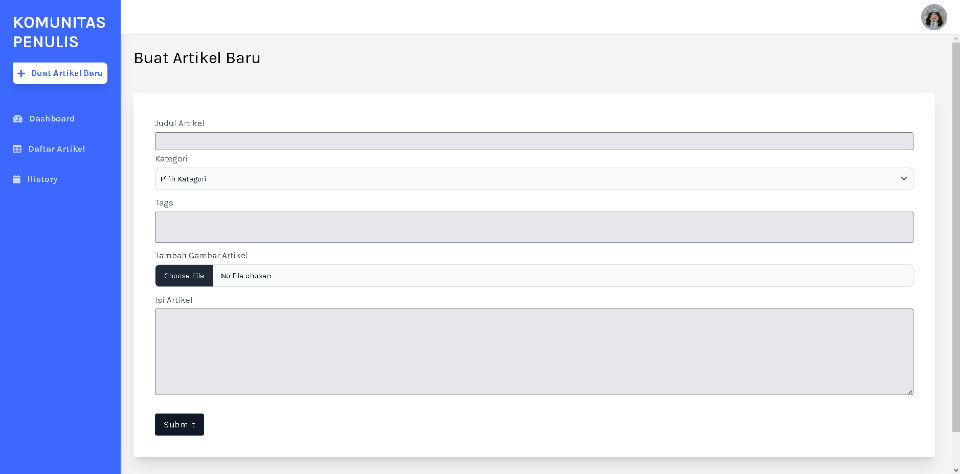 KOMUNITAS
PENULIS
Buat Artikel Baru
Dashboard
Daftar Artikel
History
Buat Artikel Baru
Judul Artikel
Kategori
Pilih Kategori
Tags
Tambah Gambar Artikel
Choose File No file chosen
Isi Artikel
Submit